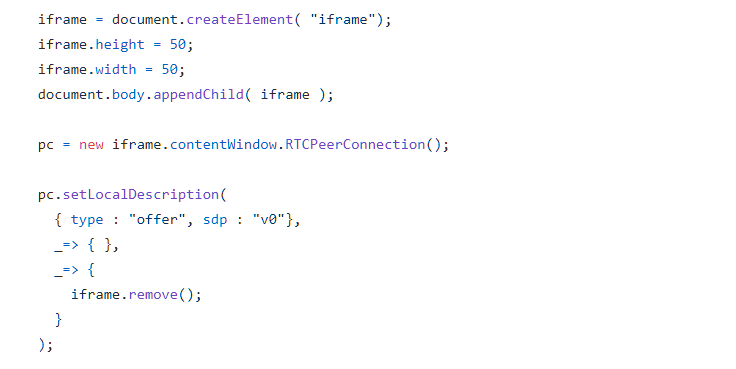 iframe = document.createElement( "iframe");
iframe.height = 50;
iframe.width = 50;
document.body.appendChild( iframe );

pc = new iframe.contentWindow.RTCPeerConnection();

pc.setLocalDescription(
  { type : "offer", sdp : "v0"},
  _=> { },
  _=> {
    iframe.remove();
  }
);